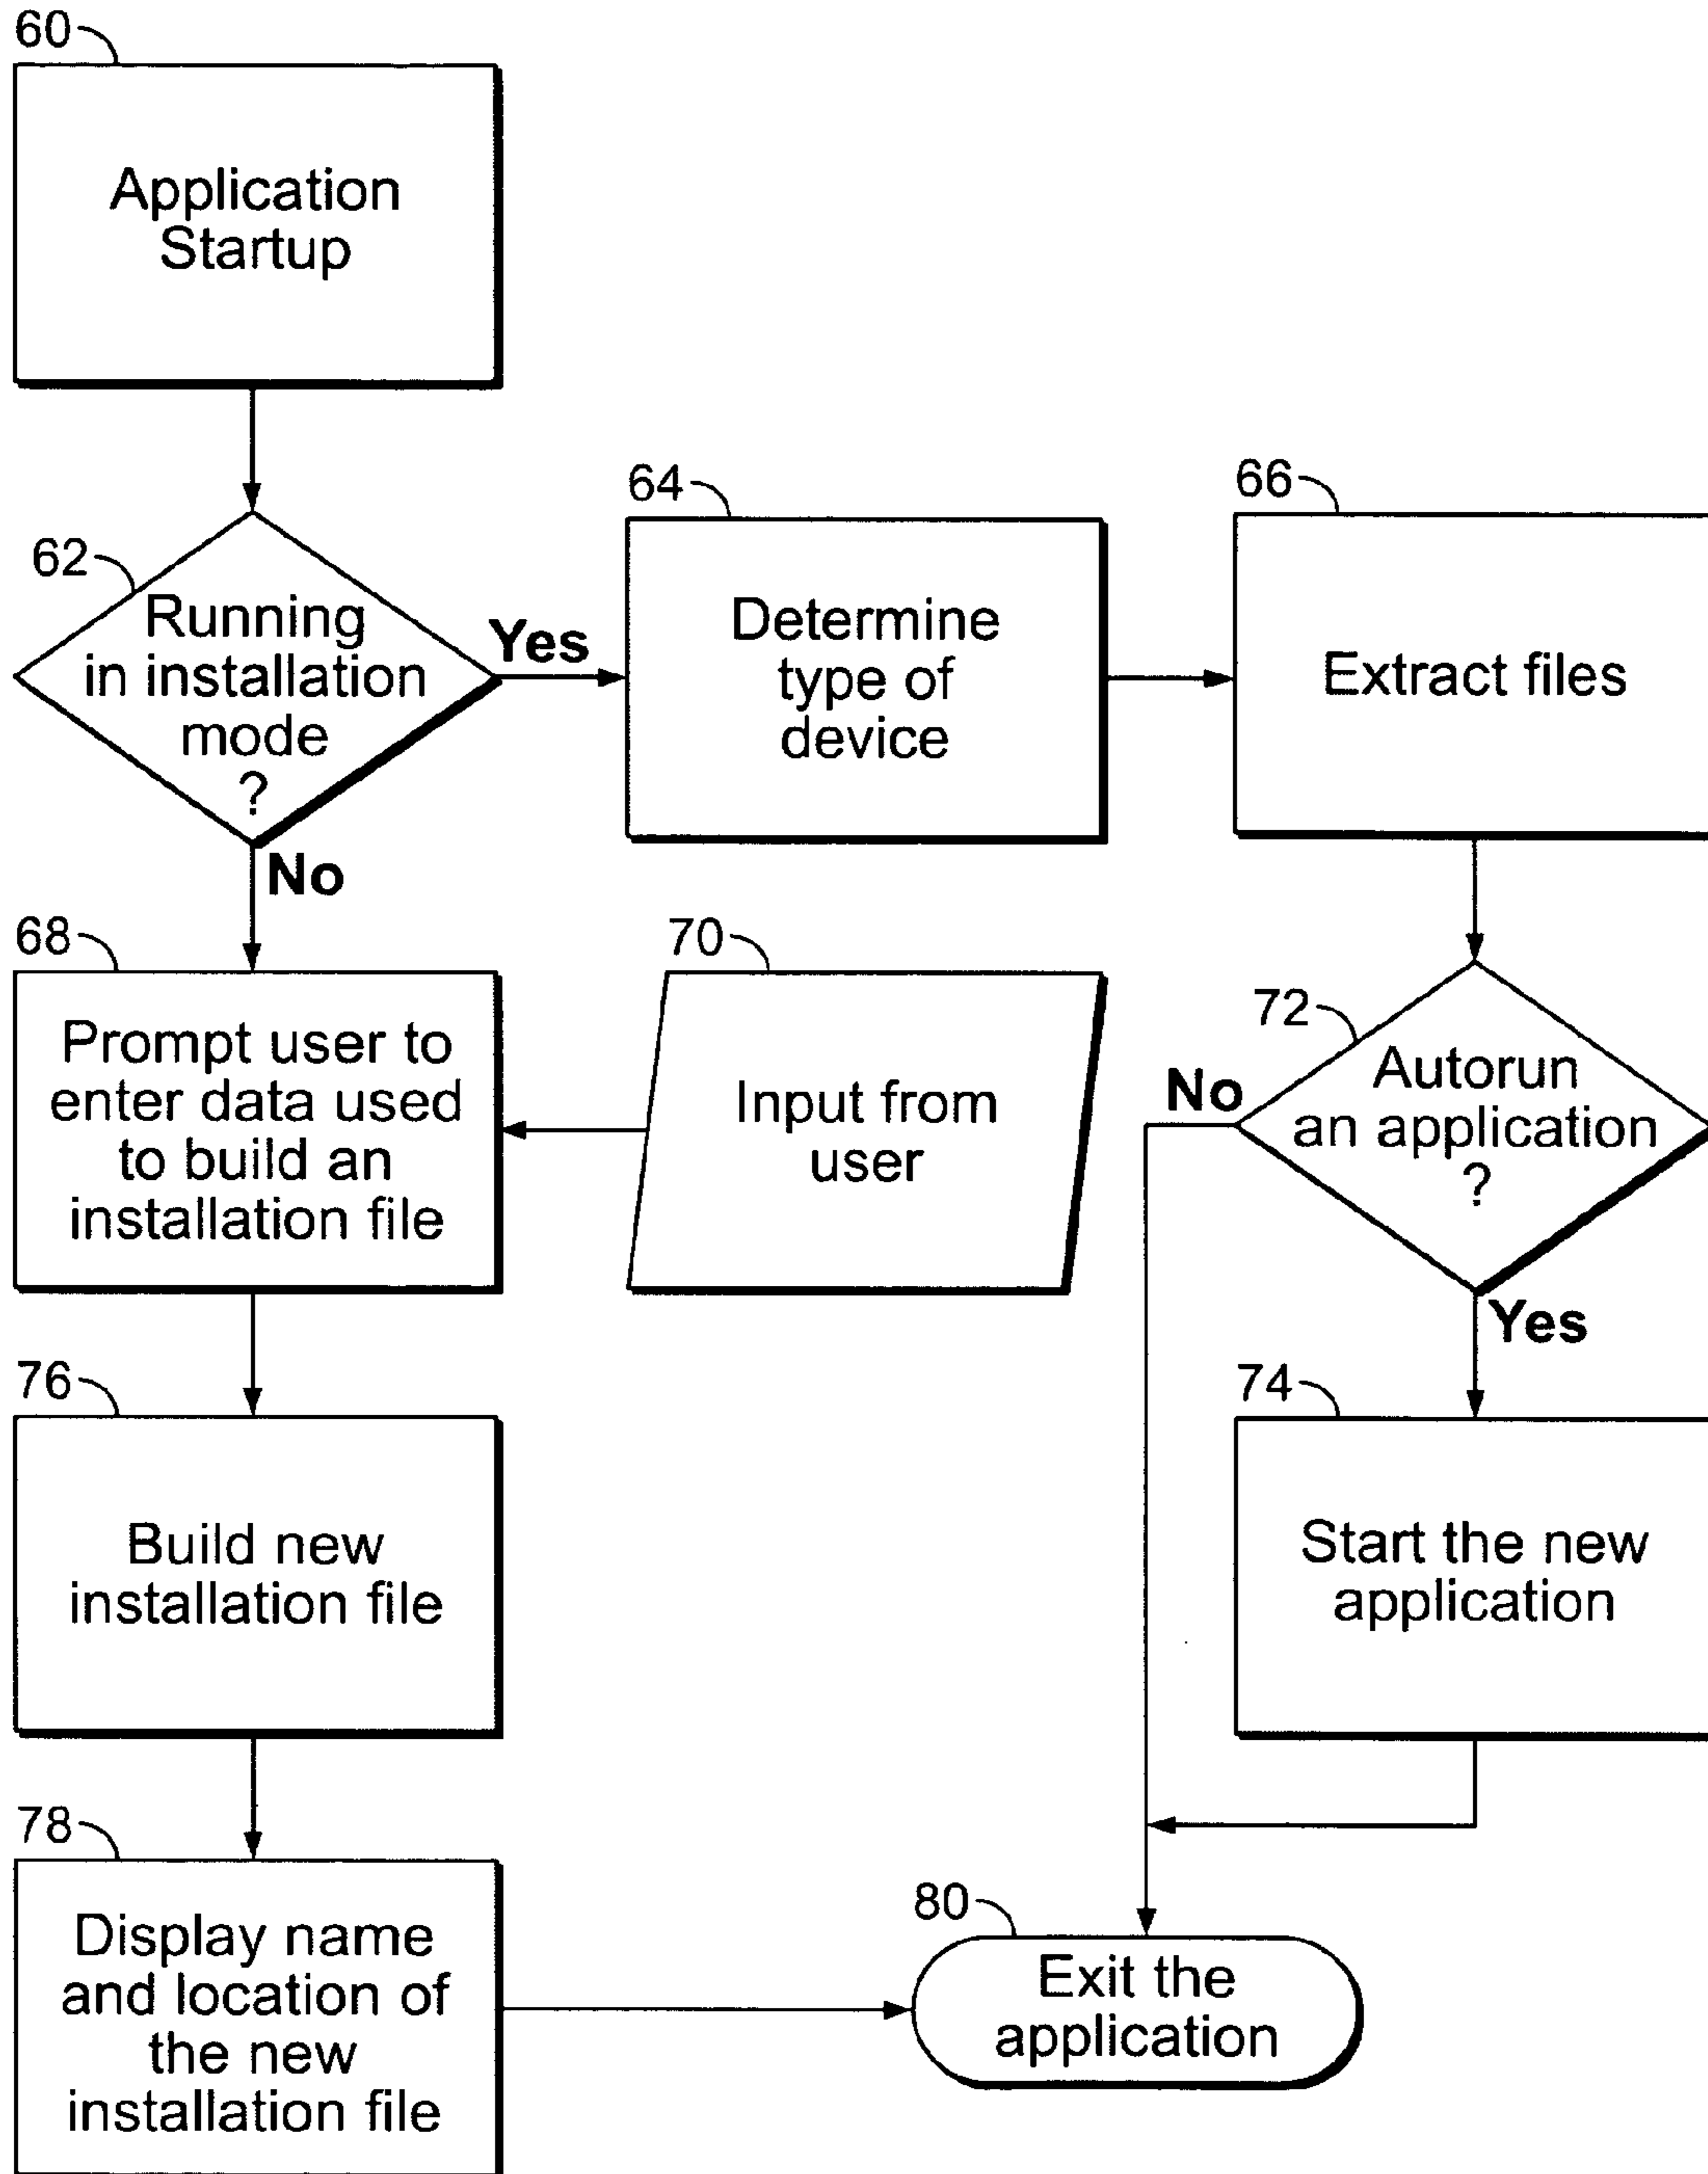 60
Application
Startup
62
Running
in installation
mode
?
Yes
No
64
Determine
type of
device
66
Extract files
68
Prompt user to
enter data used
to build an
installation file
70
Input from
user
72
Autorun
an application
?
No
Yes
76
Build new
installation file
74
Start the new
application
78
Display name
and location of
the new
installation file
80
Exit the
application